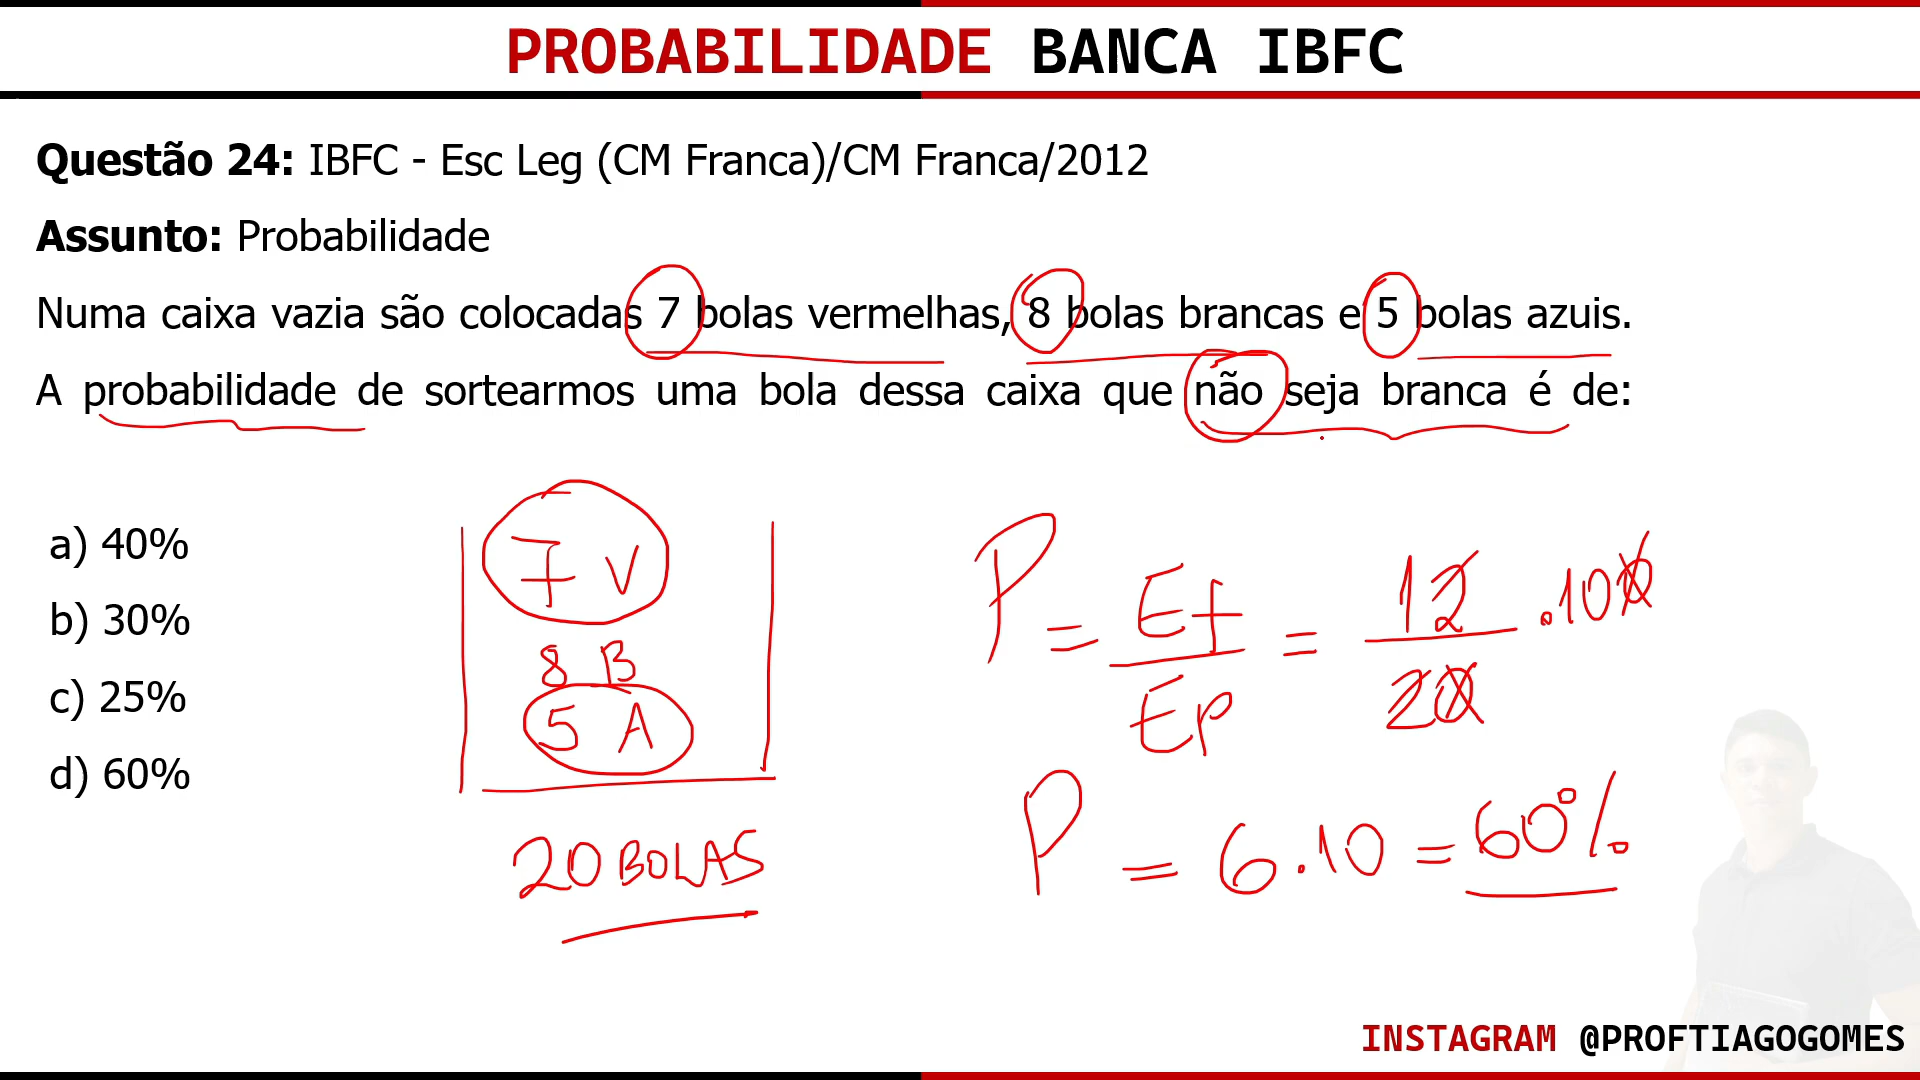 PROBABILIDADE BANCA IBFC
Questão 24: IBFC - Esc Leg (CM Franca)/CM Franca/2012
Assunto: Probabilidade
Numa caixa vazia são colocadas 7 bolas vermelhas, 8 bolas brancas e 5 bolas azuis.
A probabilidade de sortearmos uma bola dessa caixa que não seja branca é de:
a) 40%
b) 30%
c) 25%
d) 60%
7 V
8 B
5 A
20 BOLAS
P = Ef/Ep = 12/20 .100
P = 6.10 = 60%
INSTAGRAM @PROFTIAGOGOMES